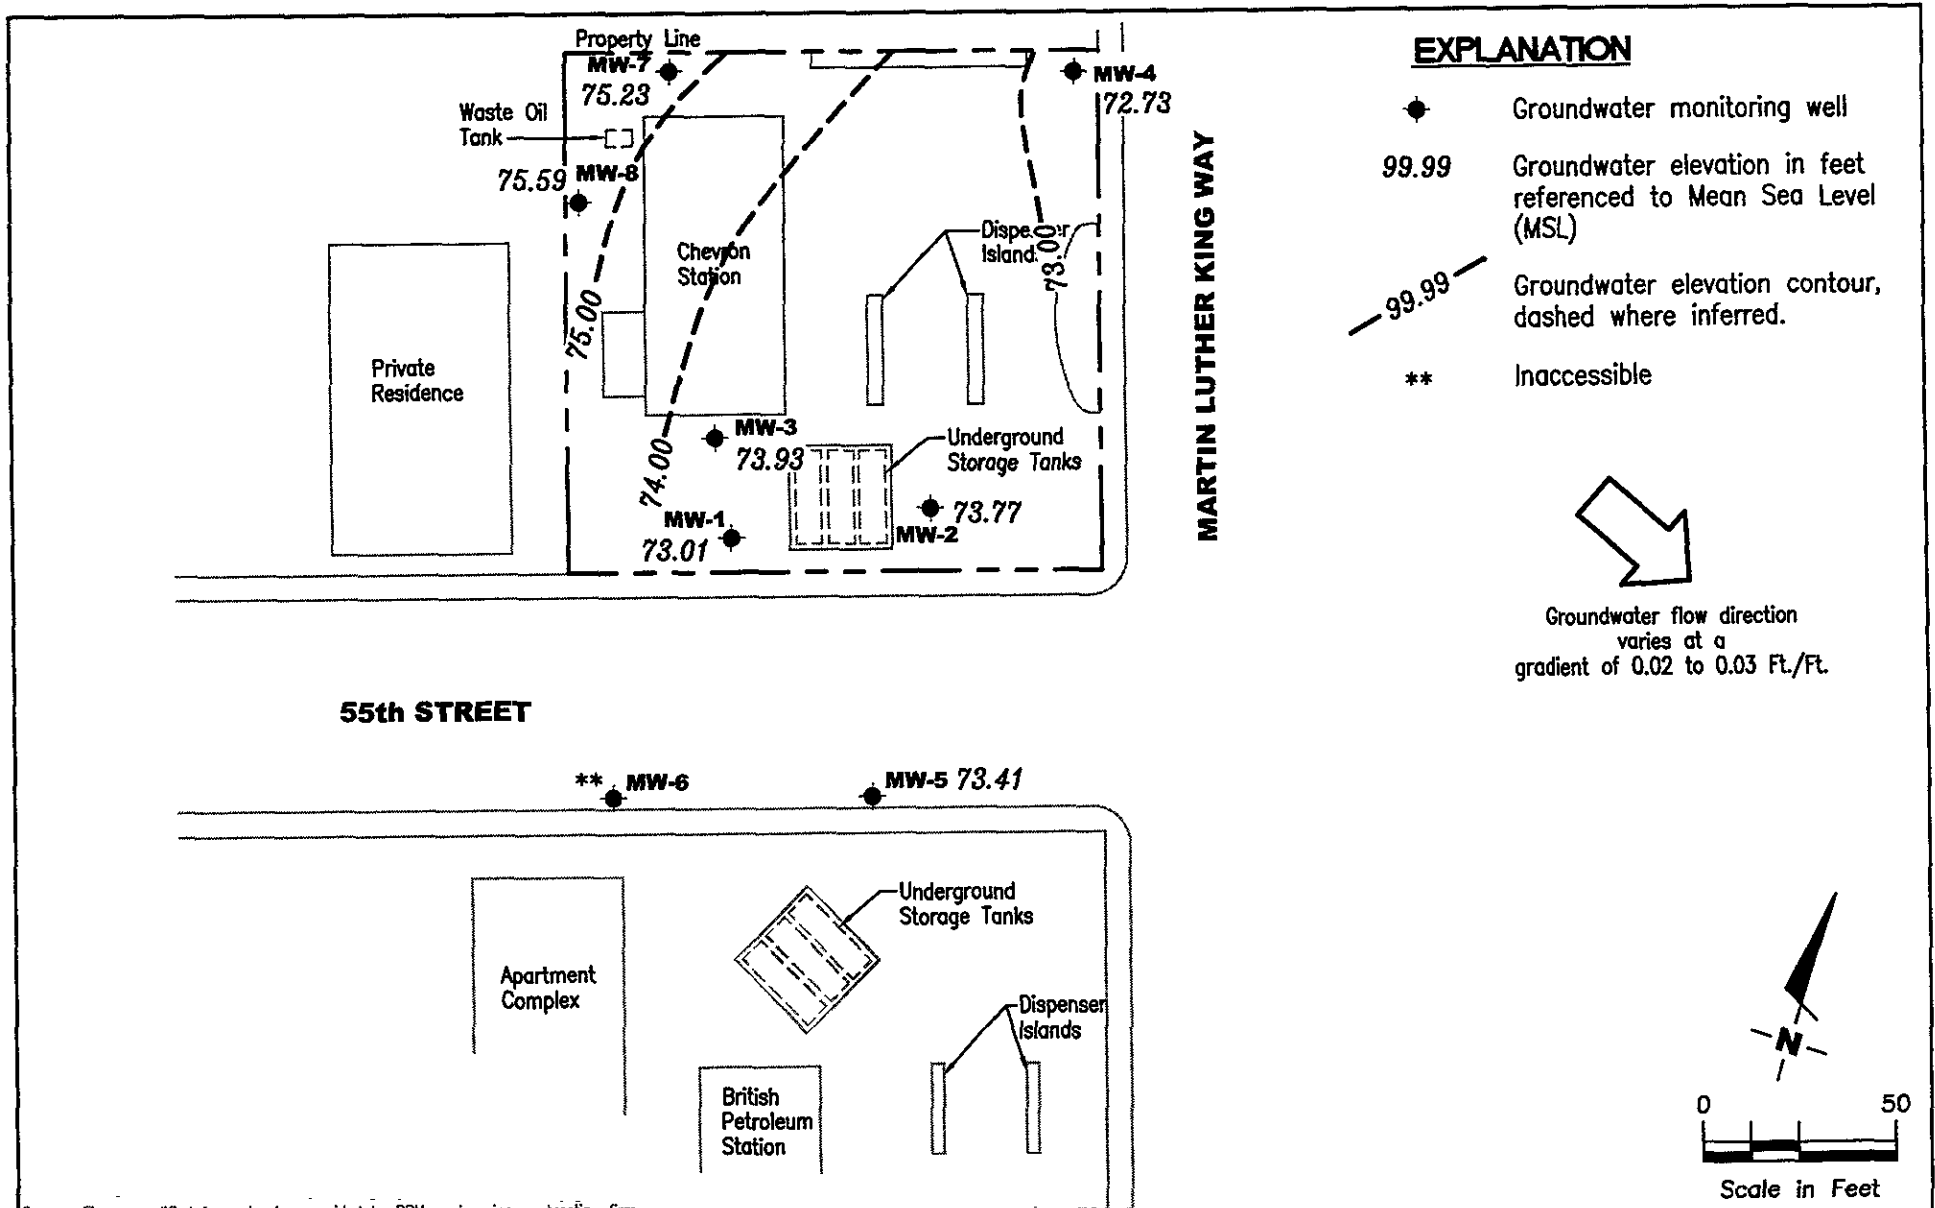 Property Line
MW-7
75.23
MW-4
72.73
Waste Oil
Tank
75.59 MW-8
Chevron
Station
Dispenser
Islands
73.00
75.00
Private
Residence
MW-3
73.93
74.00
Underground
Storage Tanks
MW-1
73.01
73.77
MW-2
MARTIN LUTHER KING WAY
55th STREET
** MW-6
MW-5 73.41
Underground
Storage Tanks
Apartment
Complex
Dispenser
Islands
British
Petroleum
Station
EXPLANATION
Groundwater monitoring well
99.99 Groundwater elevation in feet
referenced to Mean Sea Level
(MSL)
99.99 Groundwater elevation contour,
dashed where inferred.
** Inaccessible
Groundwater flow direction
varies at a
gradient of 0.02 to 0.03 Ft./Ft.
N
0 50
Scale in Feet